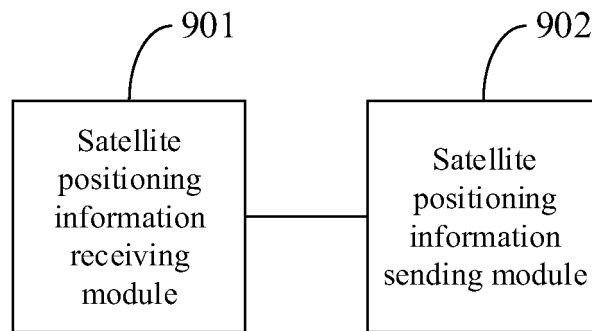 901
902
Satellite
positioning
information
receiving
module
Satellite
positioning
information
sending module